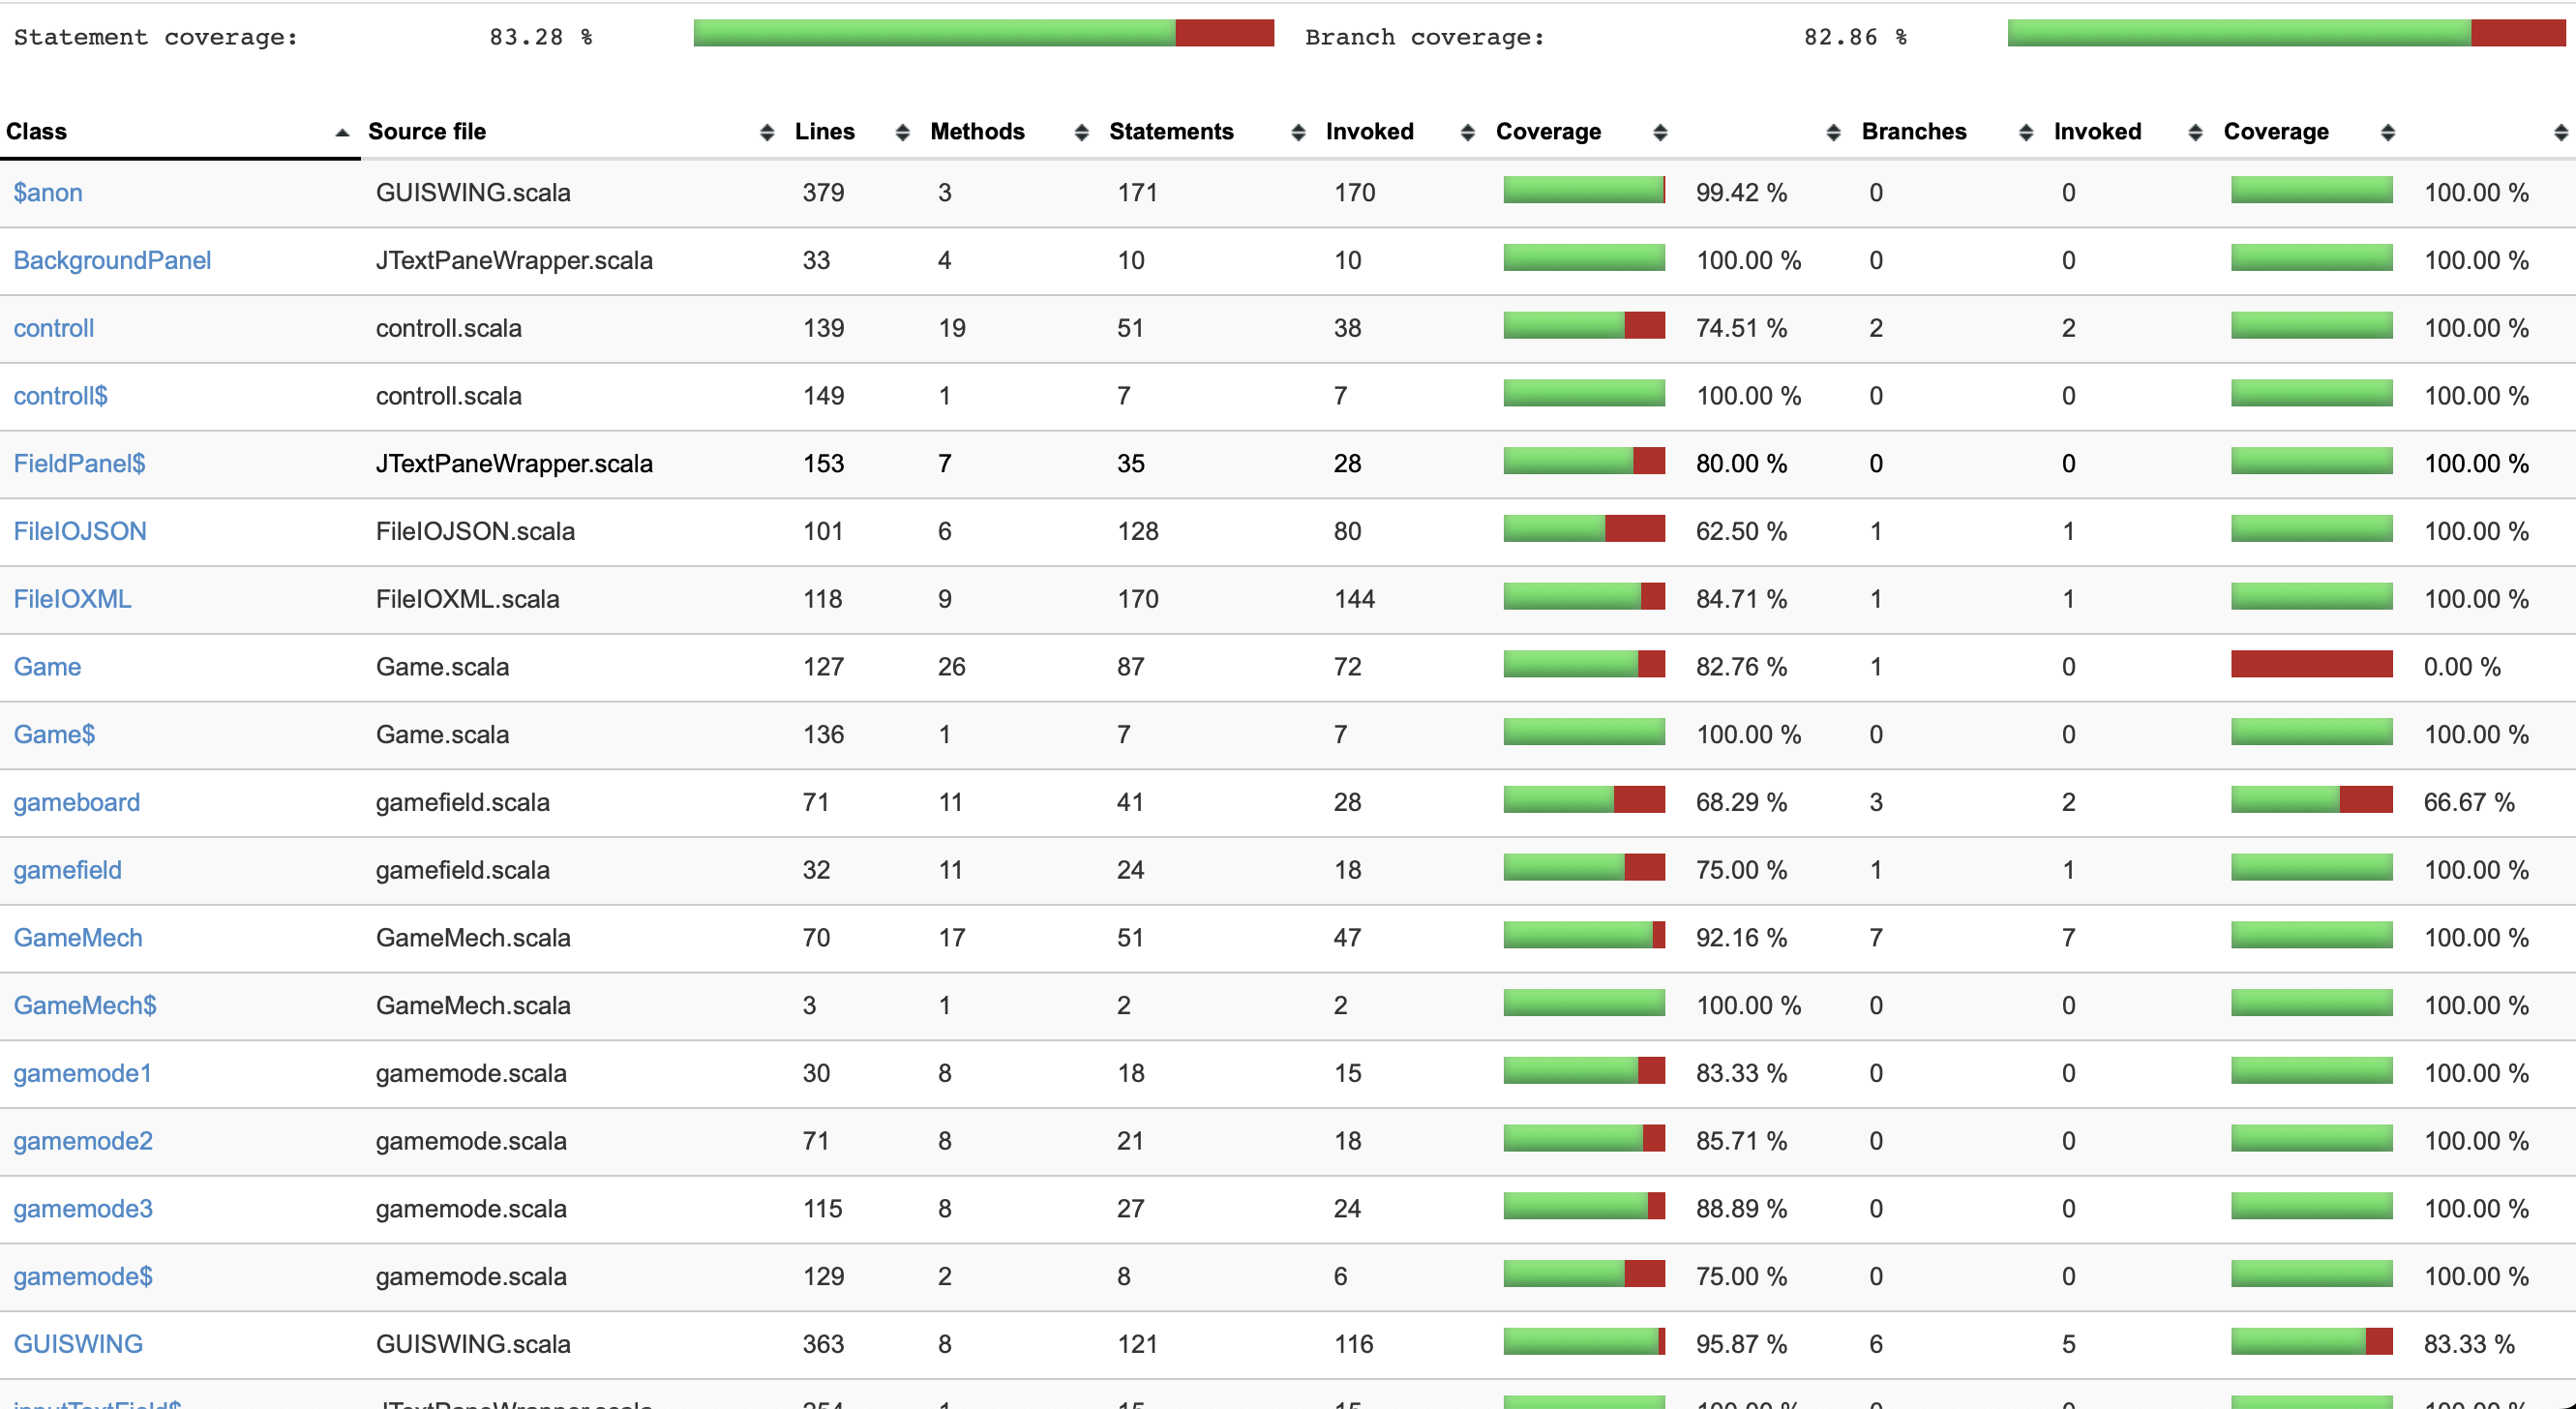 Statement coverage: 83.28 % Branch coverage: 82.86 %
Class Source file Lines Methods Statements Invoked Coverage Branches Invoked Coverage
$anon GUISWING.scala 379 3 171 170 99.42 % 0 0 100.00 %
BackgroundPanel JTextPaneWrapper.scala 33 4 10 10 100.00 % 0 0 100.00 %
controll controll.scala 139 19 51 38 74.51 % 2 2 100.00 %
controll$ controll.scala 149 1 7 7 100.00 % 0 0 100.00 %
FieldPanel$ JTextPaneWrapper.scala 153 7 35 28 80.00 % 0 0 100.00 %
FileIOJSON FileIOJSON.scala 101 6 128 80 62.50 % 1 1 100.00 %
FileIOXML FileIOXML.scala 118 9 170 144 84.71 % 1 1 100.00 %
Game Game.scala 127 26 87 72 82.76 % 1 0 0.00 %
Game$ Game.scala 136 1 7 7 100.00 % 0 0 100.00 %
gameboard gamefield.scala 71 11 41 28 68.29 % 3 2 66.67 %
gamefield gamefield.scala 32 11 24 18 75.00 % 1 1 100.00 %
GameMech GameMech.scala 70 17 51 47 92.16 % 7 7 100.00 %
GameMech$ GameMech.scala 3 1 2 2 100.00 % 0 0 100.00 %
gamemode1 gamemode.scala 30 8 18 15 83.33 % 0 0 100.00 %
gamemode2 gamemode.scala 71 8 21 18 85.71 % 0 0 100.00 %
gamemode3 gamemode.scala 115 8 27 24 88.89 % 0 0 100.00 %
gamemode$ gamemode.scala 129 2 8 6 75.00 % 0 0 100.00 %
GUISWING GUISWING.scala 363 8 121 116 95.87 % 6 5 83.33 %
inputTextField$ JTextPaneWrapper.scala 1 15 15 100.00 % 0 0 100.00 %